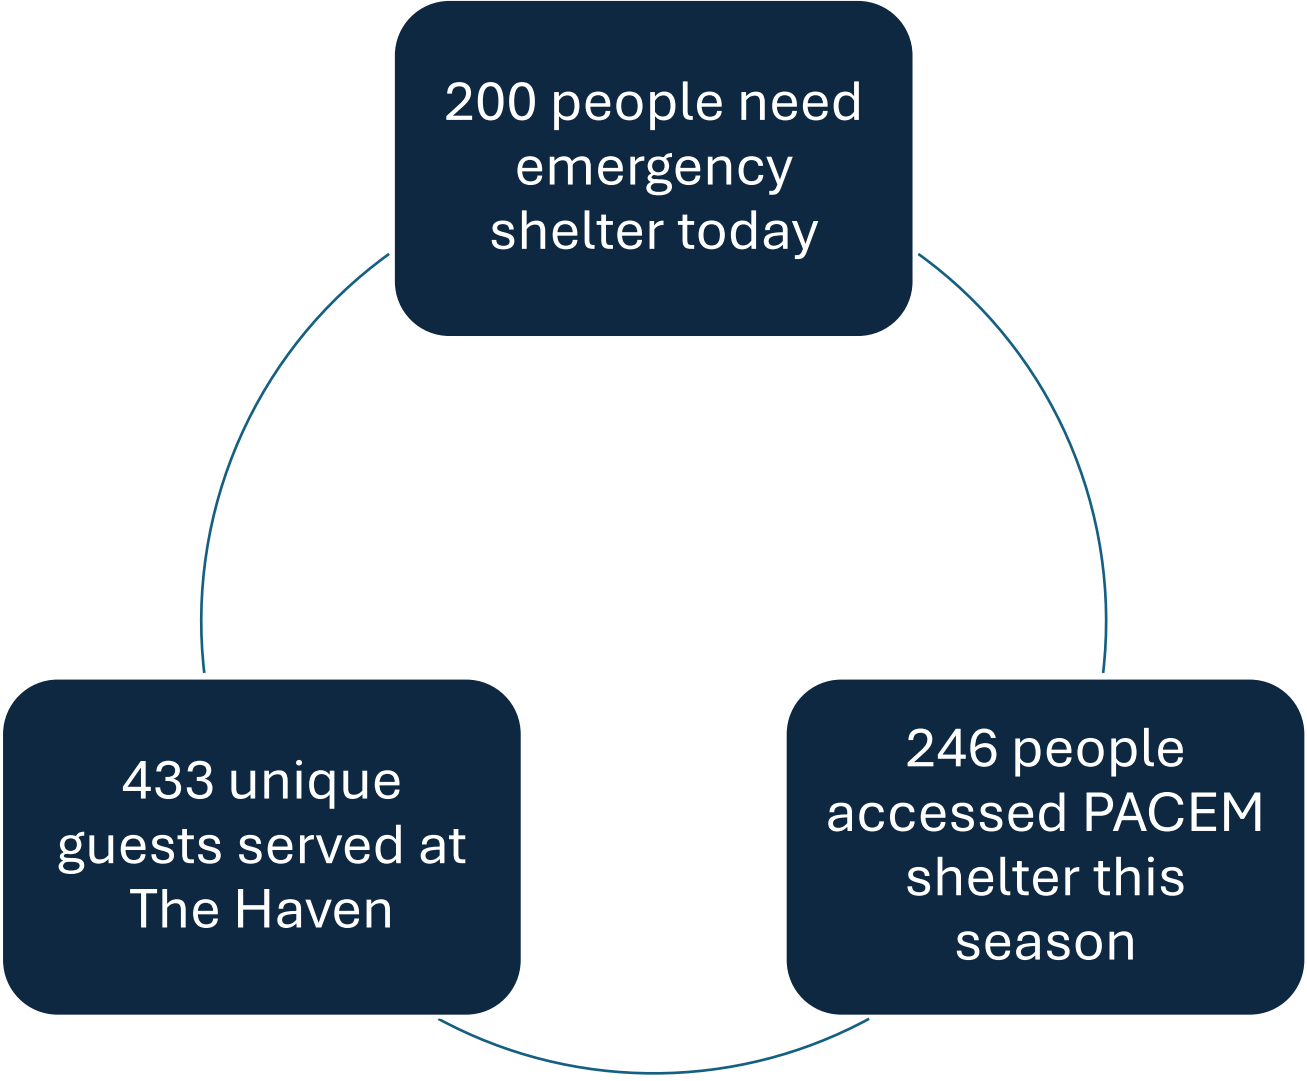 200 people need
emergency
shelter today
433 unique
guests served at
The Haven
246 people
accessed PACEM
shelter this
season